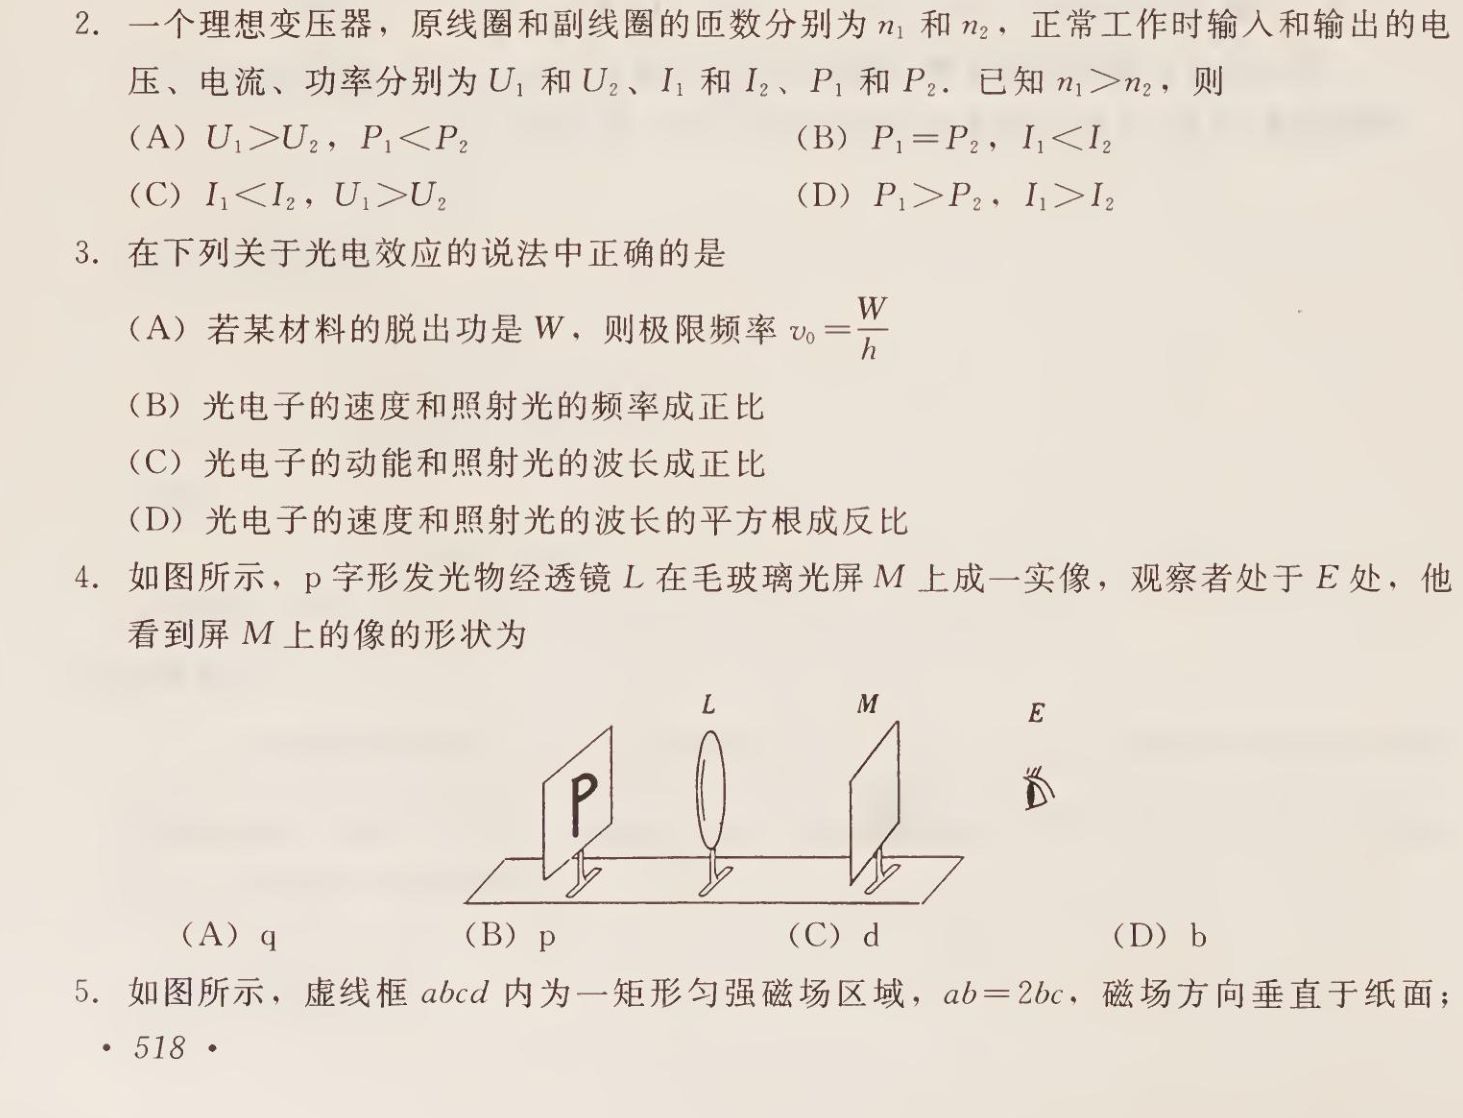 2. 一个理想变压器，原线圈和副线圈的匝数分别为 n₁ 和 n₂，正常工作时输入和输出的电
压、电流、功率分别为 U₁ 和 U₂、I₁ 和 I₂、P₁ 和 P₂．已知 n₁＞n₂，则
（A）U₁＞U₂，P₁＜P₂ （B）P₁＝P₂，I₁＜I₂
（C）I₁＜I₂，U₁＞U₂ （D）P₁＞P₂，I₁＞I₂
3. 在下列关于光电效应的说法中正确的是
（A）若某材料的脱出功是 W，则极限频率 v₀＝W/h
（B）光电子的速度和照射光的频率成正比
（C）光电子的动能和照射光的波长成正比
（D）光电子的速度和照射光的波长的平方根成反比
4. 如图所示，p 字形发光物经透镜 L 在毛玻璃光屏 M 上成一实像，观察者处于 E 处，他
看到屏 M 上的像的形状为
L M E
P
（A）q （B）p （C）d （D）b
5. 如图所示，虚线框 abcd 内为一矩形匀强磁场区域，ab＝2bc，磁场方向垂直于纸面；
· 518 ·